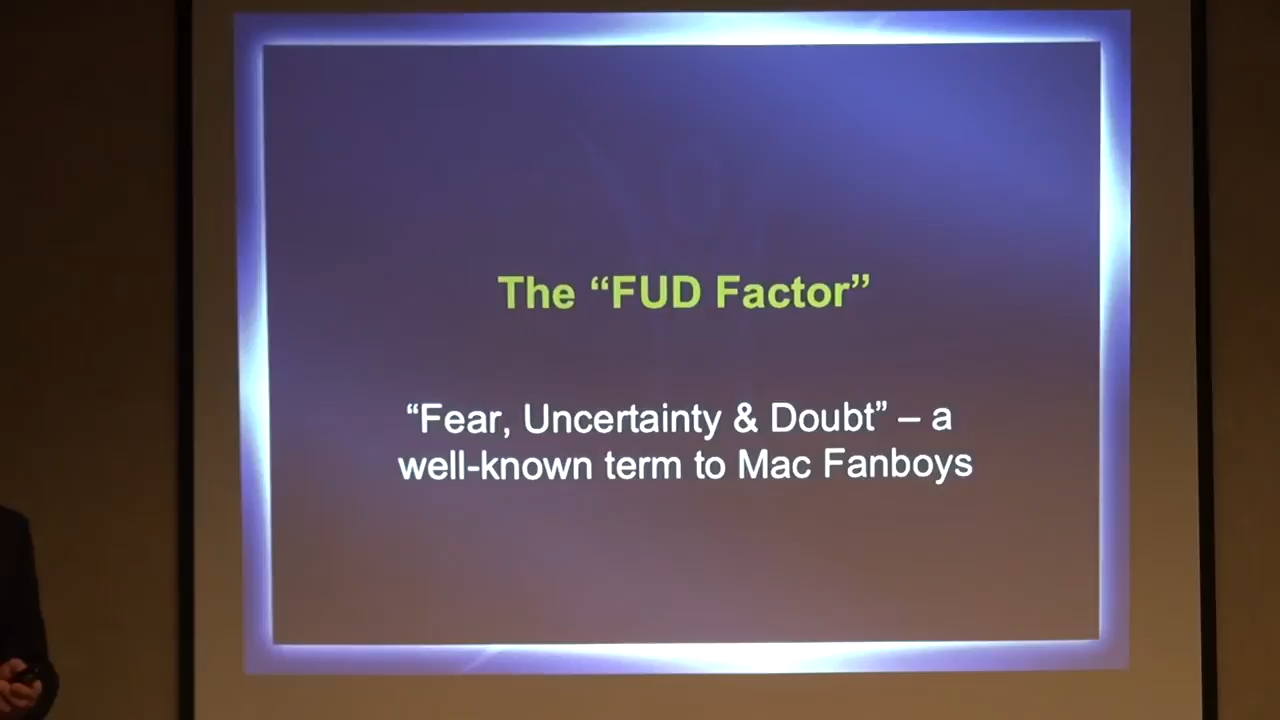 The “FUD Factor”
“Fear, Uncertainty & Doubt” – a
well-known term to Mac Fanboys